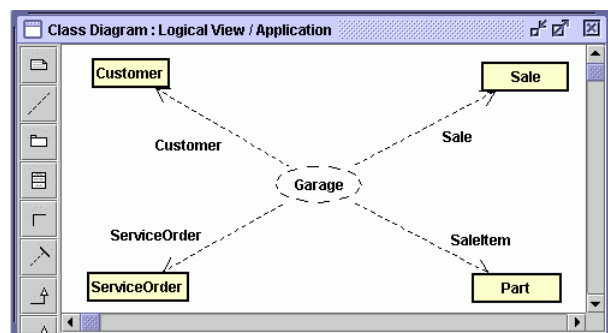 Class Diagram : Logical View / Application
Customer
Sale
Customer
Sale
Garage
ServiceOrder
SaleItem
ServiceOrder
Part